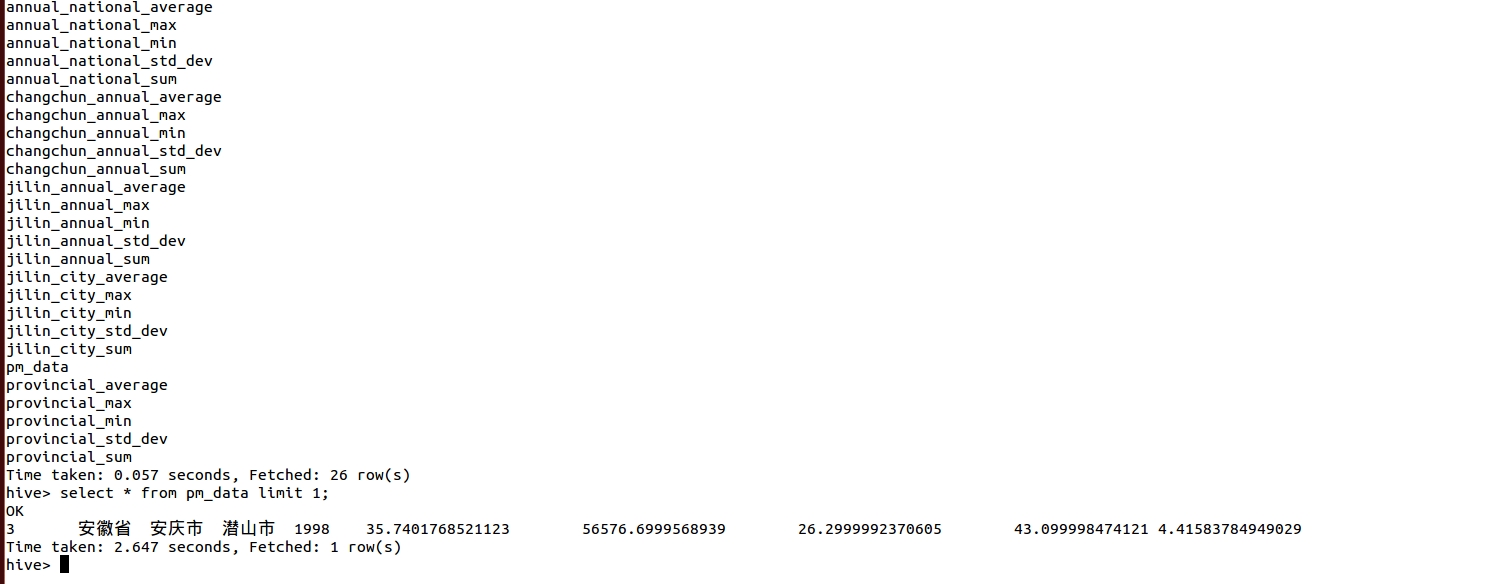 annual_national_average
annual_national_max
annual_national_min
annual_national_std_dev
annual_national_sum
changchun_annual_average
changchun_annual_max
changchun_annual_min
changchun_annual_std_dev
changchun_annual_sum
jilin_annual_average
jilin_annual_max
jilin_annual_min
jilin_annual_std_dev
jilin_annual_sum
jilin_city_average
jilin_city_max
jilin_city_min
jilin_city_std_dev
jilin_city_sum
pm_data
provincial_average
provincial_max
provincial_min
provincial_std_dev
provincial_sum
Time taken: 0.057 seconds, Fetched: 26 row(s)
hive> select * from pm_data limit 1;
OK
3 安徽省 安庆市 潜山市 1998 35.7401768521123 56576.6999568939 26.2999992370605 43.099998474121 4.41583784949029
Time taken: 2.647 seconds, Fetched: 1 row(s)
hive>